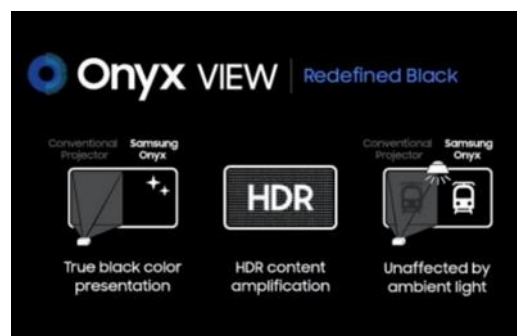 Onyx VIEW | Redefined Black
Conventional Projector
Samsung Onyx
True black color
presentation
HDR
HDR content
amplification
Conventional Projector
Samsung Onyx
Unaffected by
ambient light